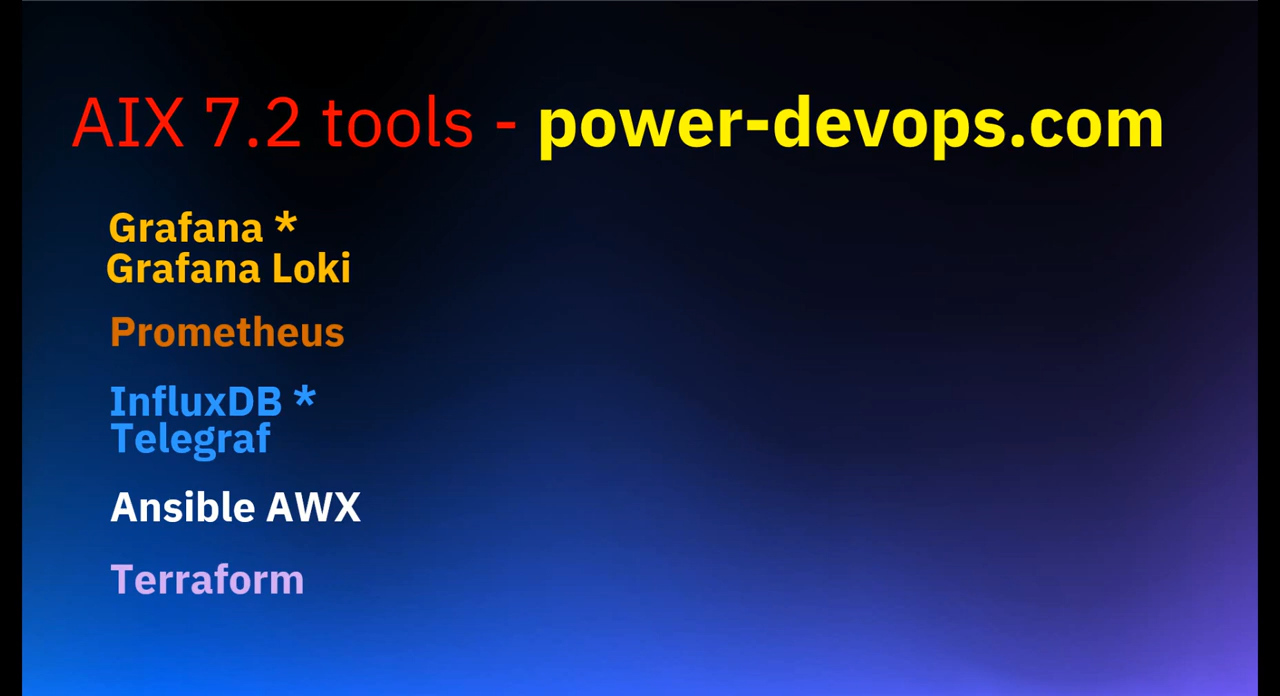 AIX 7.2 tools - power-devops.com
Grafana *
Grafana Loki
Prometheus
InfluxDB *
Telegraf
Ansible AWX
Terraform